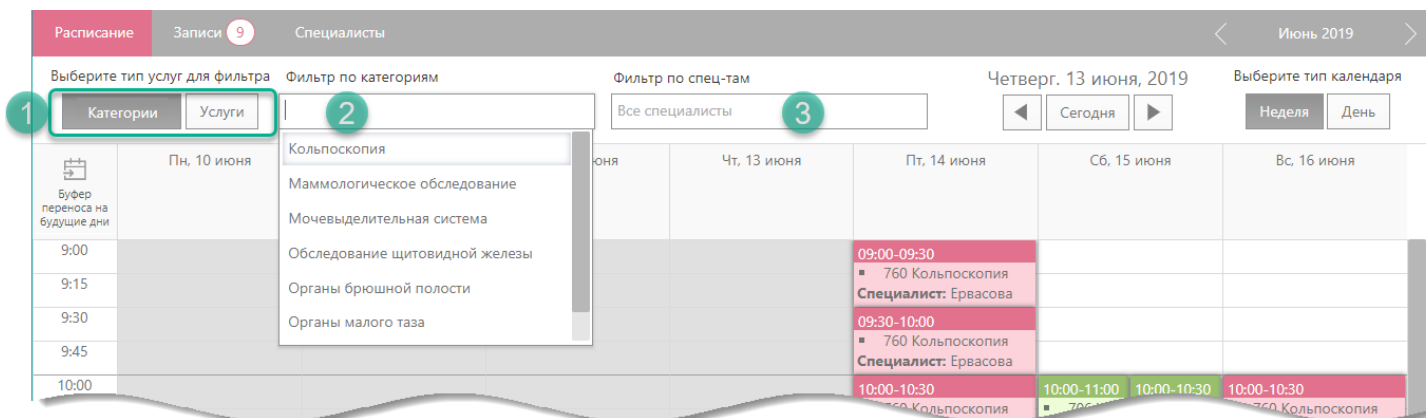 Расписание Записи 9 Специалисты Июнь 2019
Выберите тип услуг для фильтра Фильтр по категориям Фильтр по спец-там Четверг. 13 июня, 2019 Выберите тип календаря
1 Категории Услуги 2 Все специалисты 3 Сегодня Неделя День
Буфер переноса на будущие дни
Пн, 10 июня юня Чт, 13 июня Пт, 14 июня Сб, 15 июня Вс, 16 июня
Кольпоскопия
Маммологическое обследование
Мочевыделительная система
Обследование щитовидной железы
Органы брюшной полости
Органы малого таза
9:00
9:15
9:30
9:45
10:00
09:00-09:30
760 Кольпоскопия
Специалист: Ервасова
09:30-10:00
760 Кольпоскопия
Специалист: Ервасова
10:00-10:30 10:00-11:00 10:00-10:30 10:00-10:30
760 Кольпоскопия 760 Кольпоскопия